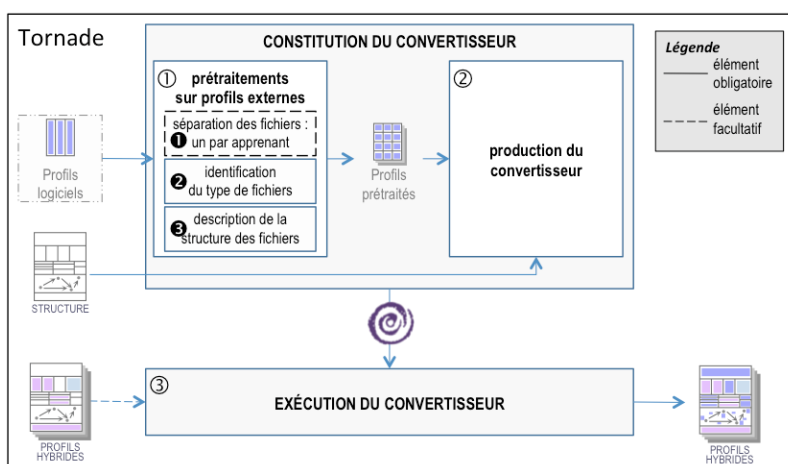 Tornade
CONSTITUTION DU CONVERTISSEUR
Légende
élément
obligatoire
élément
facultatif
①
prétraitements
sur profils externes
❶
séparation des fichiers :
un par apprenant
❷
identification
du type de fichiers
❸
description de la
structure des fichiers
Profils
logiciels
Profils
prétraités
②
production du
convertisseur
STRUCTURE
③
EXÉCUTION DU CONVERTISSEUR
PROFILS
HYBRIDES
PROFILS
HYBRIDES